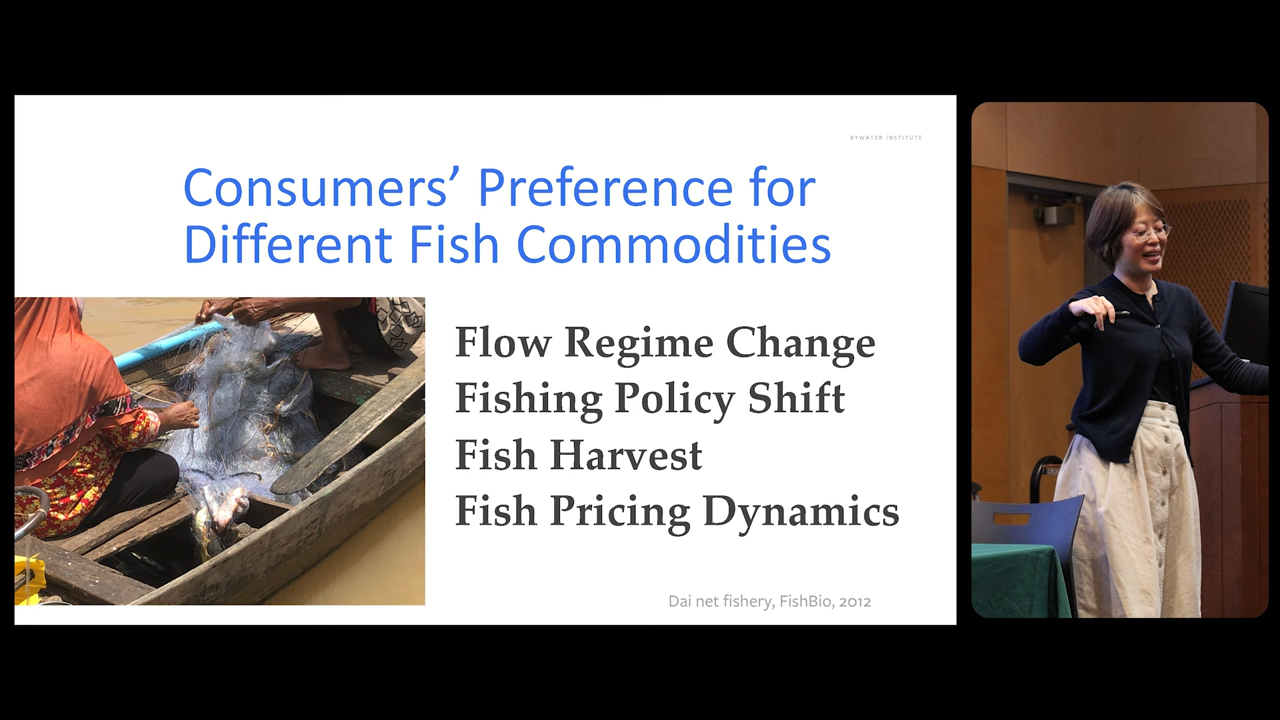 BYWATER INSTITUTE
Consumers’ Preference for
Different Fish Commodities
Flow Regime Change
Fishing Policy Shift
Fish Harvest
Fish Pricing Dynamics
Dai net fishery, FishBio, 2012